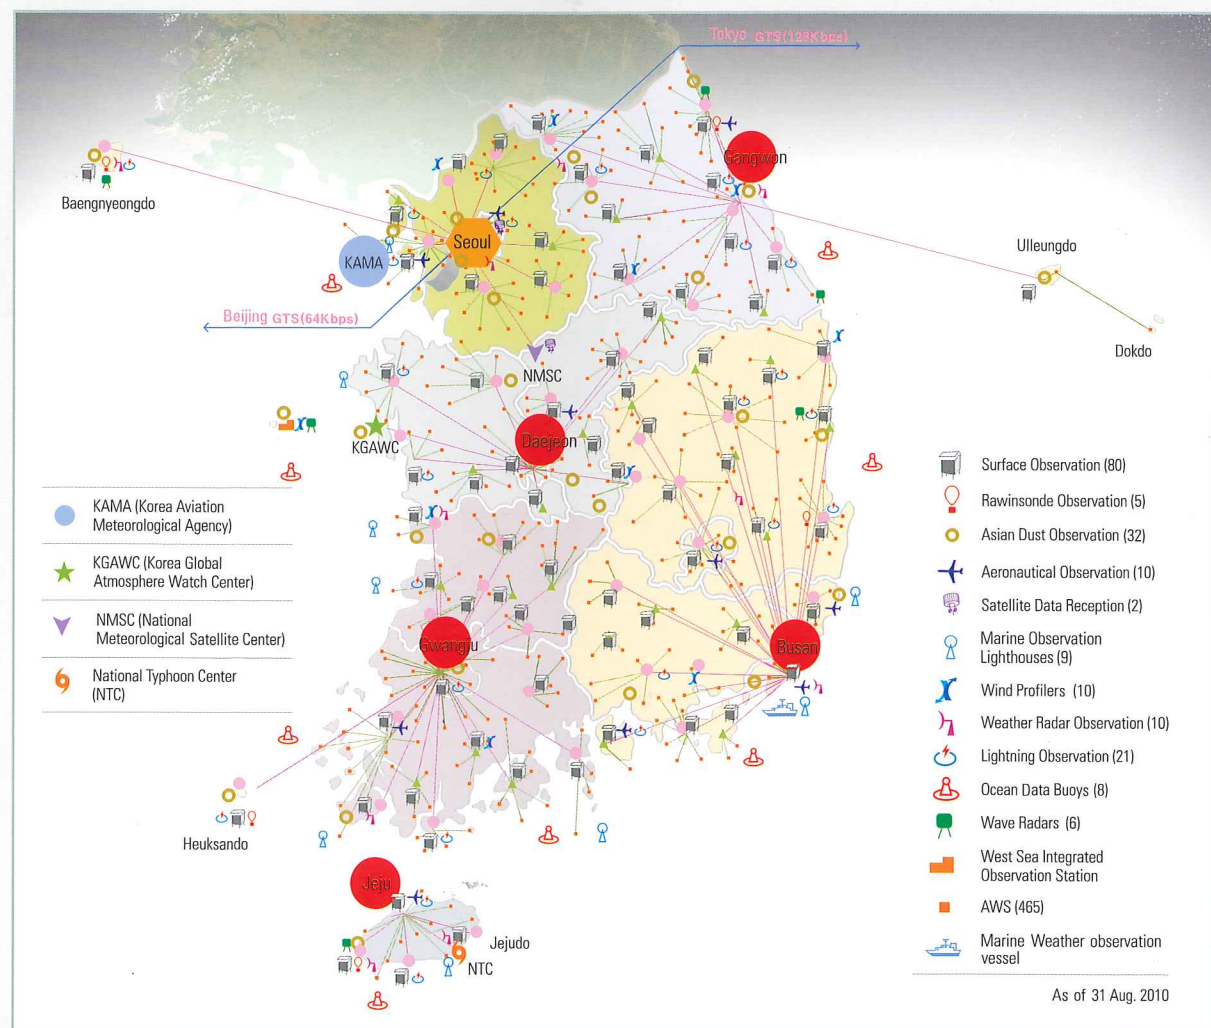 Tokyo GTS(128Kbps)
Gangwon
Baengnyeongdo
Seoul
KAMA
Ulleungdo
Beijing GTS(64Kbps)
Dokdo
NMSC
Daejeon
KGAWC
KAMA (Korea Aviation
Meteorological Agency)
KGAWC (Korea Global
Atmosphere Watch Center)
NMSC (National
Meteorological Satellite Center)
National Typhoon Center
(NTC)
Gwangju
Busan
Heuksando
Jeju
Jejudo
NTC
Surface Observation (80)
Rawinsonde Observation (5)
Asian Dust Observation (32)
Aeronautical Observation (10)
Satellite Data Reception (2)
Marine Observation
Lighthouses (9)
Wind Profilers (10)
Weather Radar Observation (10)
Lightning Observation (21)
Ocean Data Buoys (8)
Wave Radars (6)
West Sea Integrated
Observation Station
AWS (465)
Marine Weather observation
vessel
As of 31 Aug. 2010